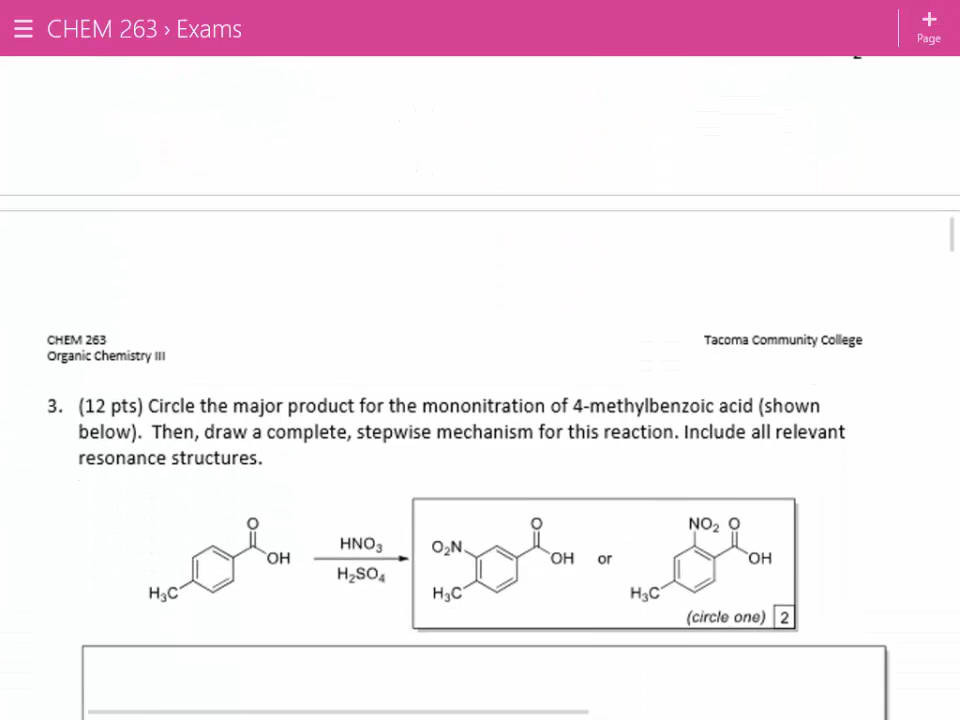 CHEM 263 › Exams
+
Page
CHEM 263
Tacoma Community College
Organic Chemistry III
3. (12 pts) Circle the major product for the mononitration of 4-methylbenzoic acid (shown
below). Then, draw a complete, stepwise mechanism for this reaction. Include all relevant
resonance structures.
O
OH
H₃C
HNO₃
H₂SO₄
O
O₂N
OH
H₃C
or
NO₂ O
OH
H₃C
(circle one) 2